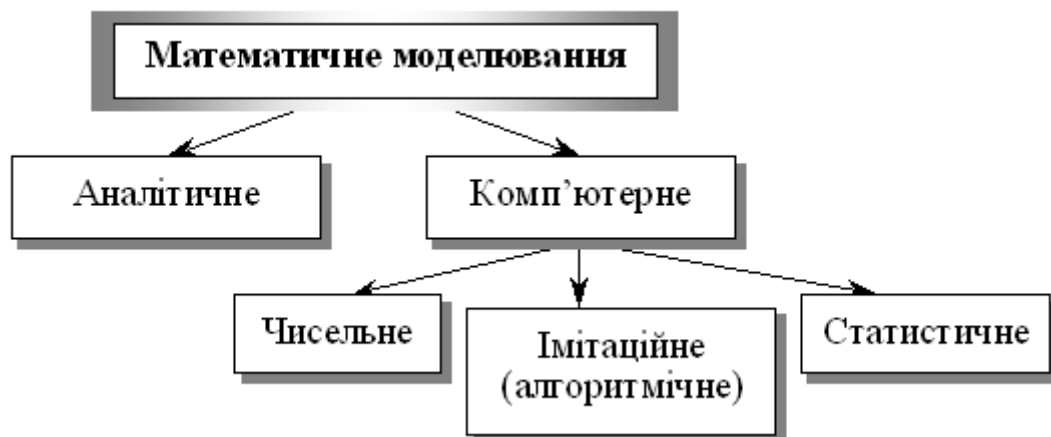 Математичне моделювання
Аналітичне
Комп’ютерне
Чисельне
Імітаційне
(алгоритмічне)
Статистичне